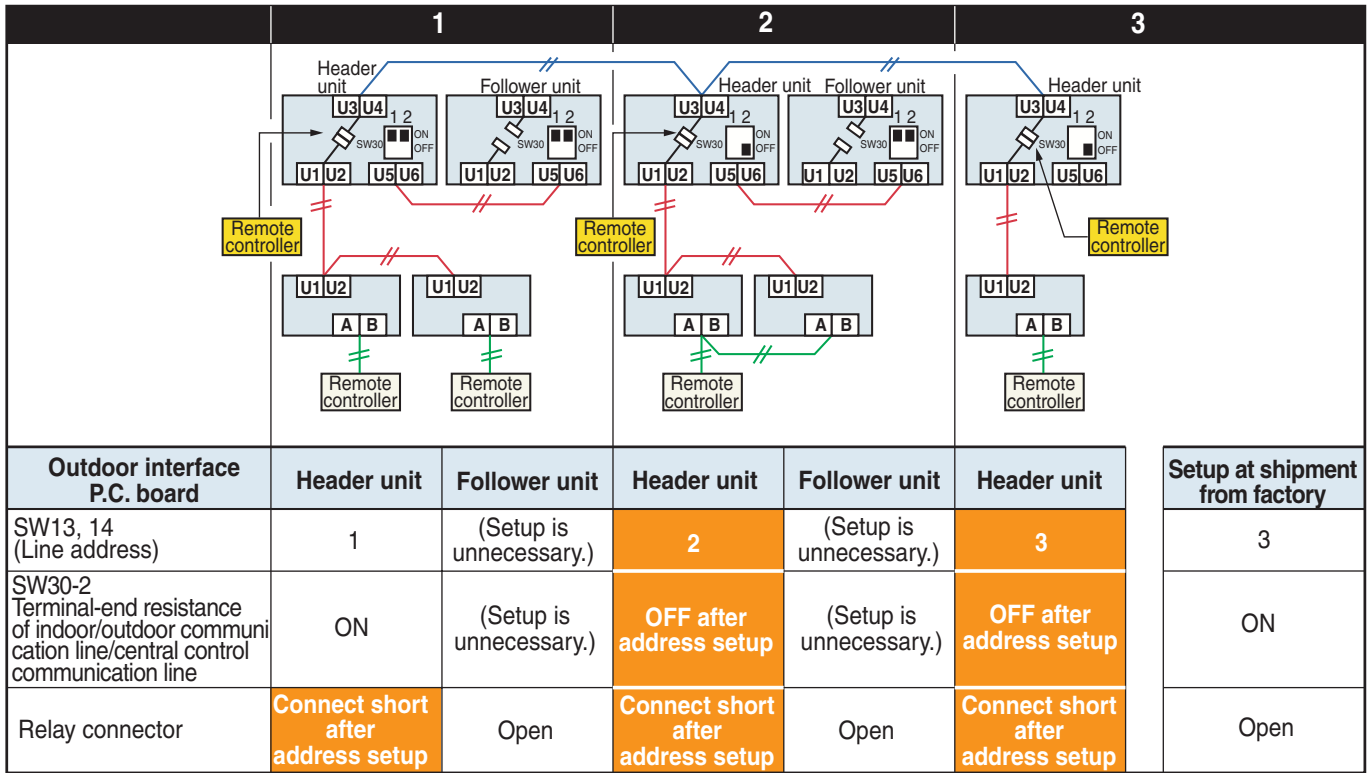 1 2 3
Header
unit
Follower unit
Header unit
Follower unit
Header unit
U3 U4
U3 U4
U3 U4
U3 U4
U3 U4
1 2
1 2
1 2
1 2
1 2
SW30
ON
OFF
SW30
ON
OFF
SW30
ON
OFF
SW30
ON
OFF
SW30
ON
OFF
U1 U2 U5 U6
U1 U2 U5 U6
U1 U2 U5 U6
U1 U2 U5 U6
U1 U2 U5 U6
Remote
controller
Remote
controller
Remote
controller
U1 U2
U1 U2
U1 U2
U1 U2
U1 U2
A B
A B
A B
A B
A B
Remote
controller
Remote
controller
Remote
controller
Remote
controller
Outdoor interface
P.C. board
Header unit
Follower unit
Header unit
Follower unit
Header unit
Setup at shipment
from factory
SW13, 14
(Line address)
1
(Setup is
unnecessary.)
2
(Setup is
unnecessary.)
3
3
SW30-2
Terminal-end resistance
of indoor/outdoor communi
cation line/central control
communication line
ON
(Setup is
unnecessary.)
OFF after
address setup
(Setup is
unnecessary.)
OFF after
address setup
ON
Relay connector
Connect short
after
address setup
Open
Connect short
after
address setup
Open
Connect short
after
address setup
Open